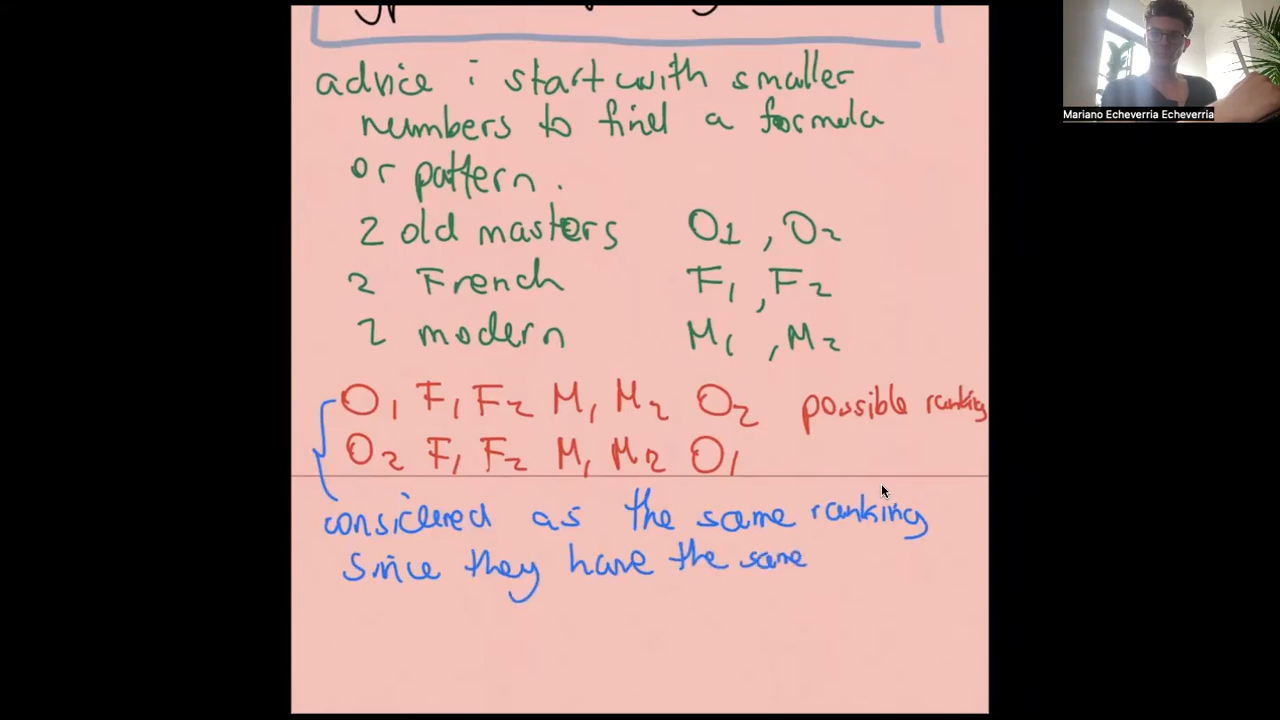 advice : start with smaller
numbers to find a formula
or pattern.
2 old masters O1 , O2
2 French F1 , F2
2 modern M1 , M2
O1 F1 F2 M1 M2 O2 possible ranking
O2 F1 F2 M1 M2 O1
considered as the same ranking
since they have the same
Mariano Echeverria Echeverria